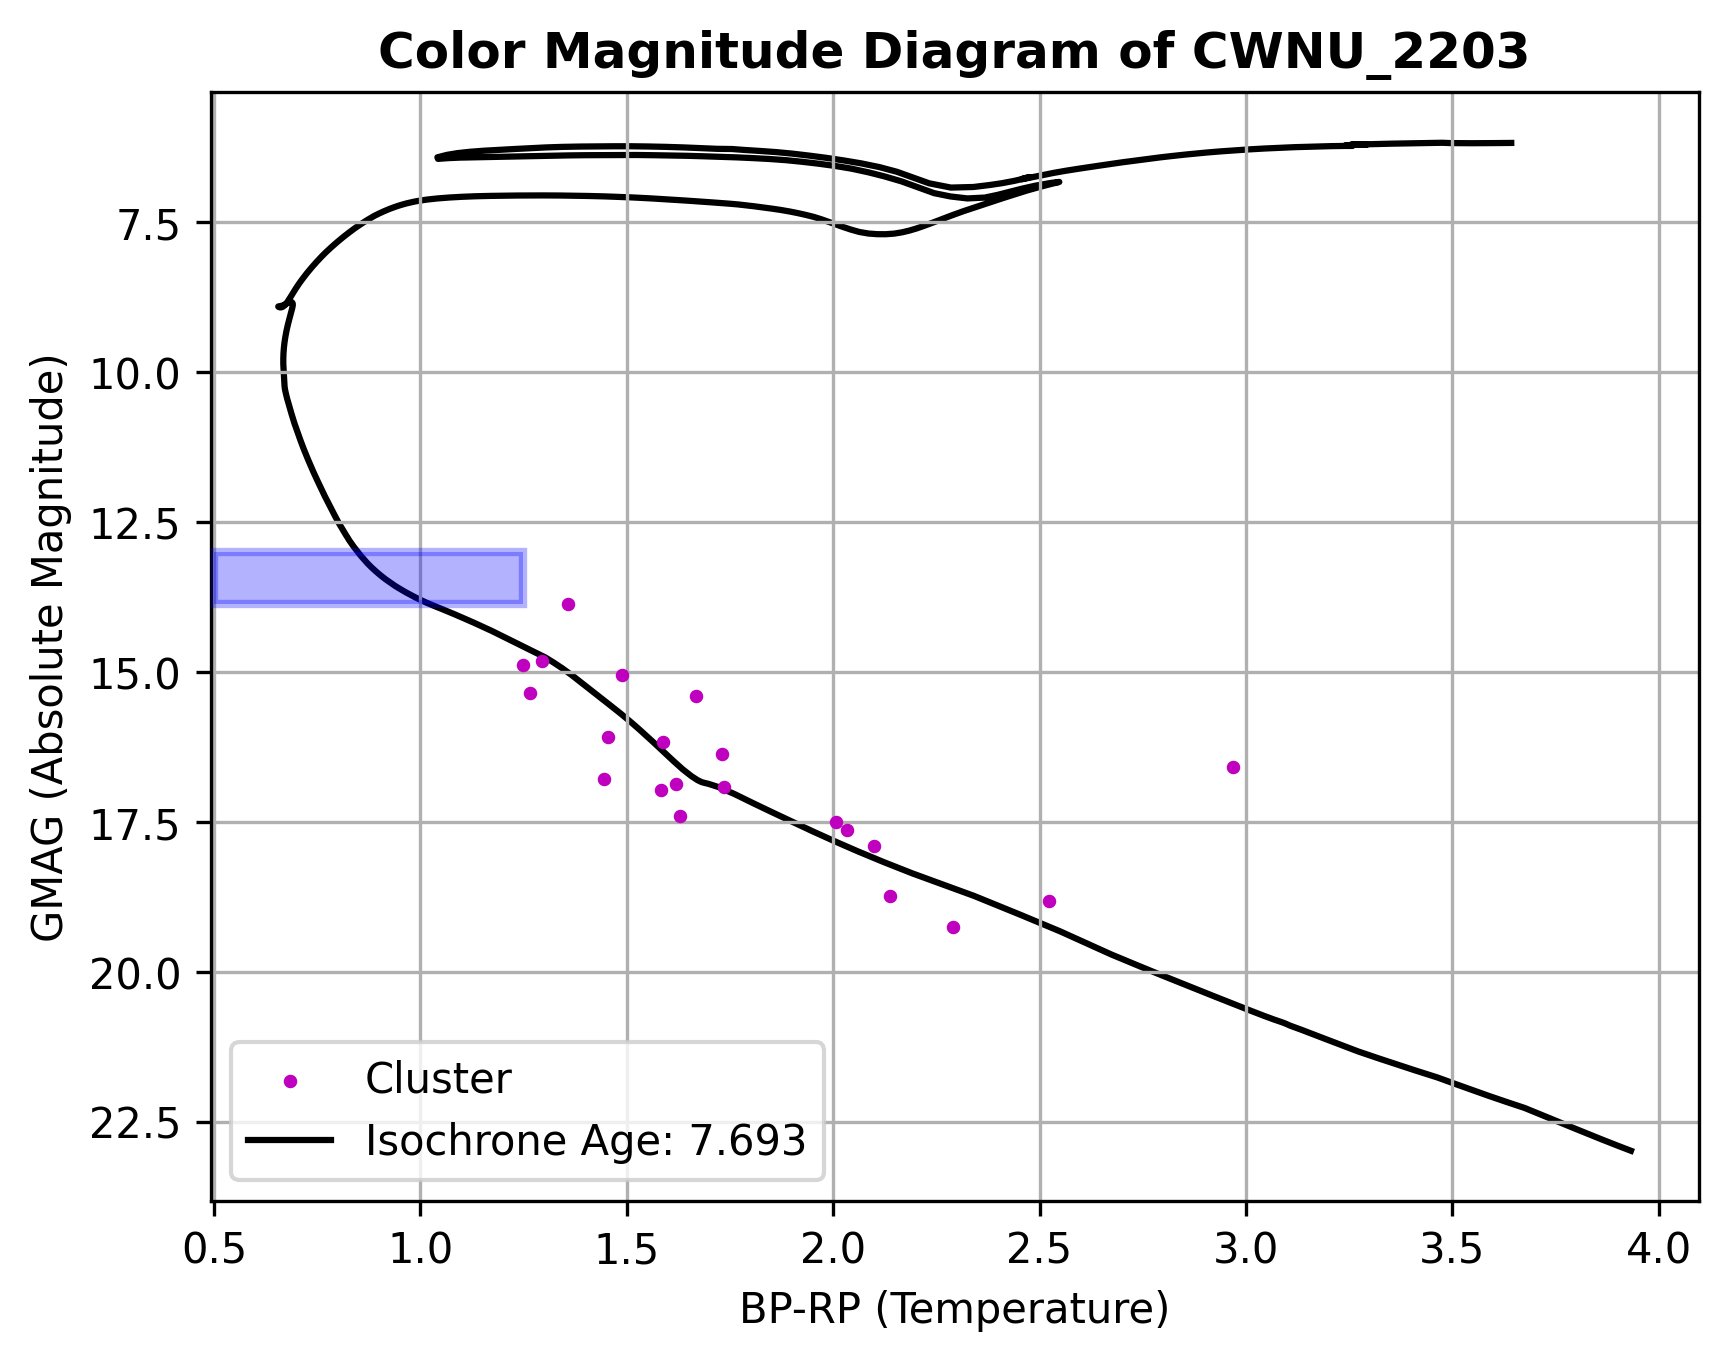 Color Magnitude Diagram of CWNU_2203
GMAG (Absolute Magnitude)
7.5
10.0
12.5
15.0
17.5
20.0
22.5
Cluster
Isochrone Age: 7.693
0.5 1.0 1.5 2.0 2.5 3.0 3.5 4.0
BP-RP (Temperature)